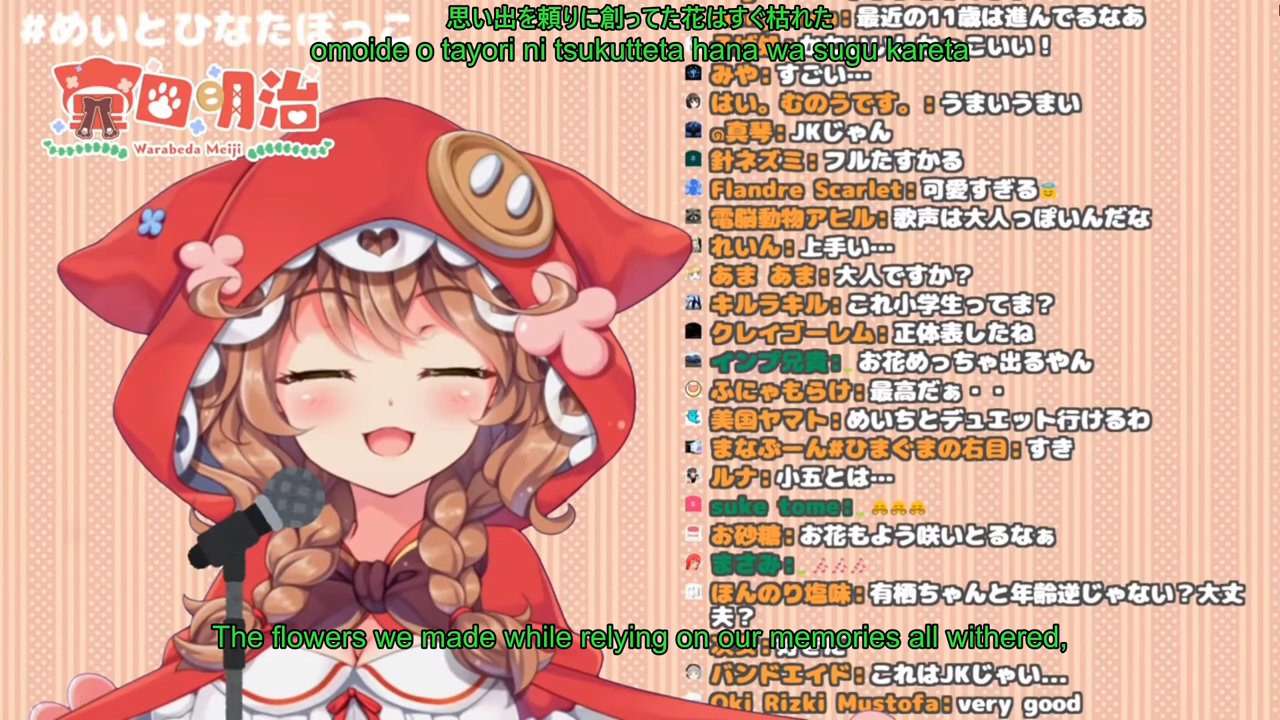 思い出を頼りに創ってた花はすぐ枯れた
omoide o tayori ni tsukutteta hana wa sugu kareta
#めいとひなたぼっこ
田明治
Warabeda Meiji
最近の11歳は進んでるなあ
こいい！
みや: すごい…
はい。むのうです。: うまいうまい
真琴: JKじゃん
針ネズミ: フルたすかる
Flandre Scarlet: 可愛すぎる😇
電脳動物アヒル: 歌声は大人っぽいんだな
れいん: 上手い…
あま あま: 大人ですか？
キルラキル: これ小学生ってま？
クレイゴーレム: 正体表したね
インプ兄貴: お花めっちゃ出るやん
ふにゃもらけ: 最高だぁ・・
美国ヤマト: めいちとデュエット行けるわ
まなぶーん#ひまぐまの右目: すき
ルナ: 小五とは…
suke tome:
お砂糖: お花もよう咲いとるなぁ
まさみ: 🎶🎶🎶
ほんのり塩味: 有栖ちゃんと年齢逆じゃない？大丈
夫？
The flowers we made while relying on our memories all withered,
バンドエイド: これはJKじゃい…
Oki Rizki Mustofa: very good